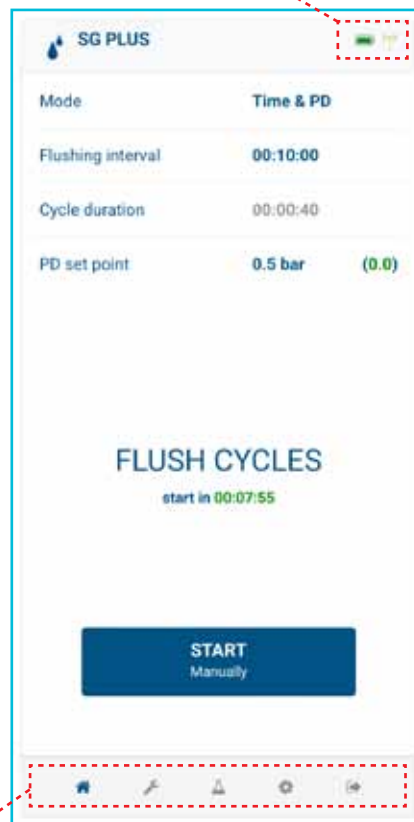 SG PLUS
Mode Time & PD
Flushing interval 00:10:00
Cycle duration 00:00:40
PD set point 0.5 bar (0.0)
FLUSH CYCLES
start in 00:07:55
START
Manually